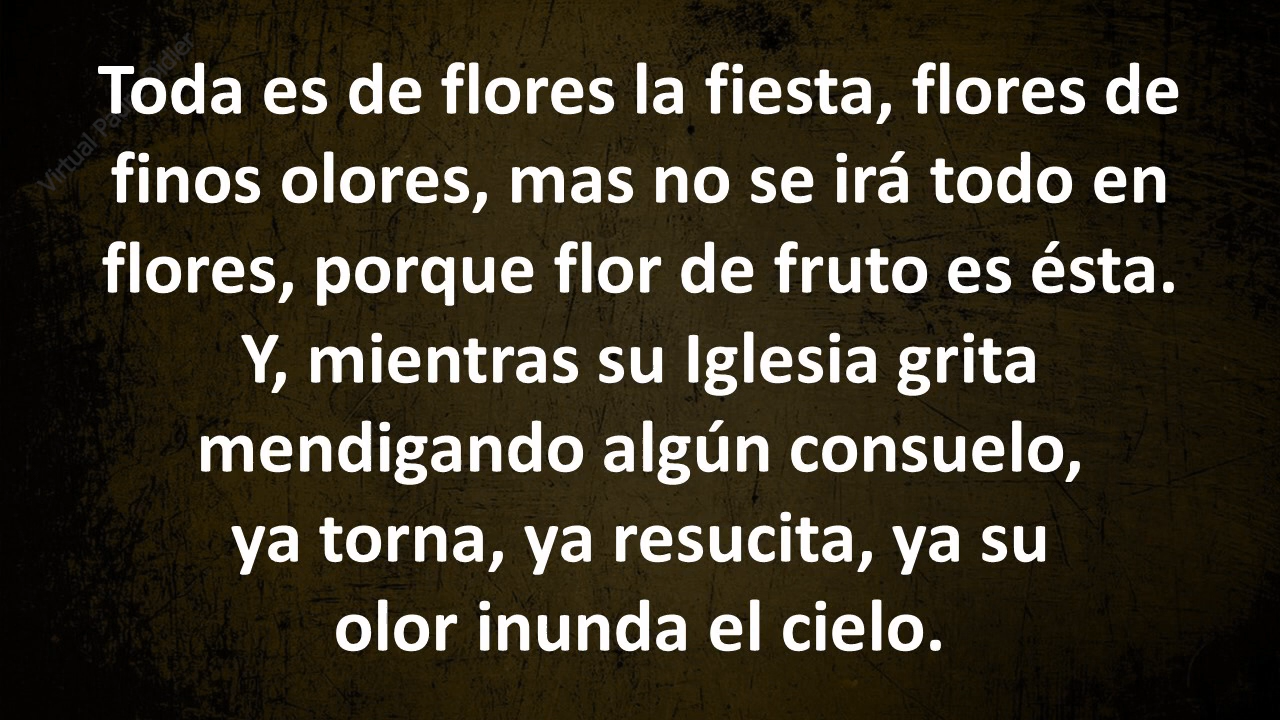 Toda es de flores la fiesta, flores de
finos olores, mas no se irá todo en
flores, porque flor de fruto es ésta.
Y, mientras su Iglesia grita
mendigando algún consuelo,
ya torna, ya resucita, ya su
olor inunda el cielo.